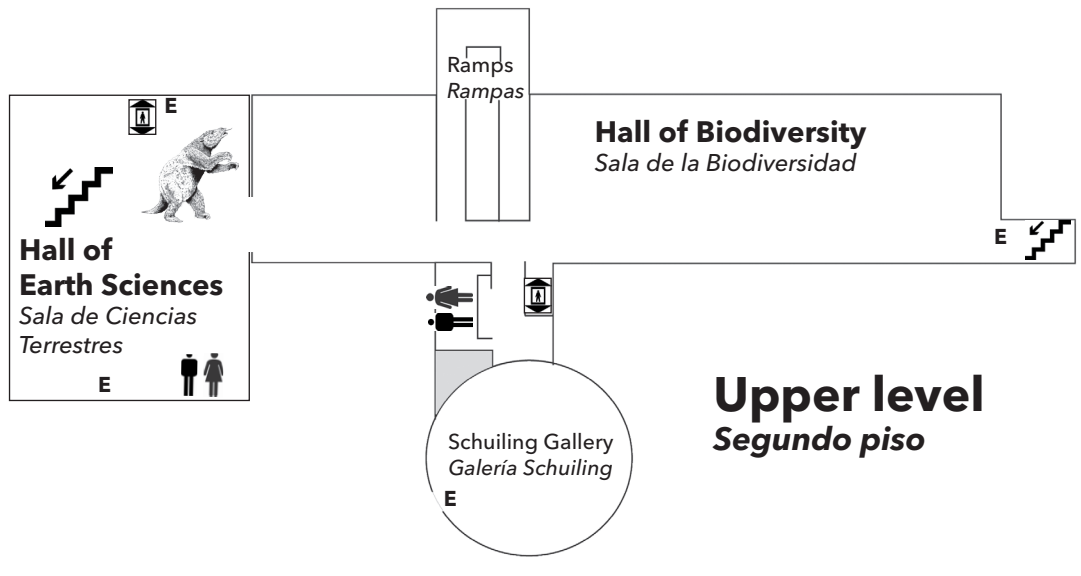 Ramps
Rampas
E
Hall of Biodiversity
Sala de la Biodiversidad
E
Hall of
Earth Sciences
Sala de Ciencias
Terrestres
E
Upper level
Segundo piso
Schuiling Gallery
Galería Schuiling
E